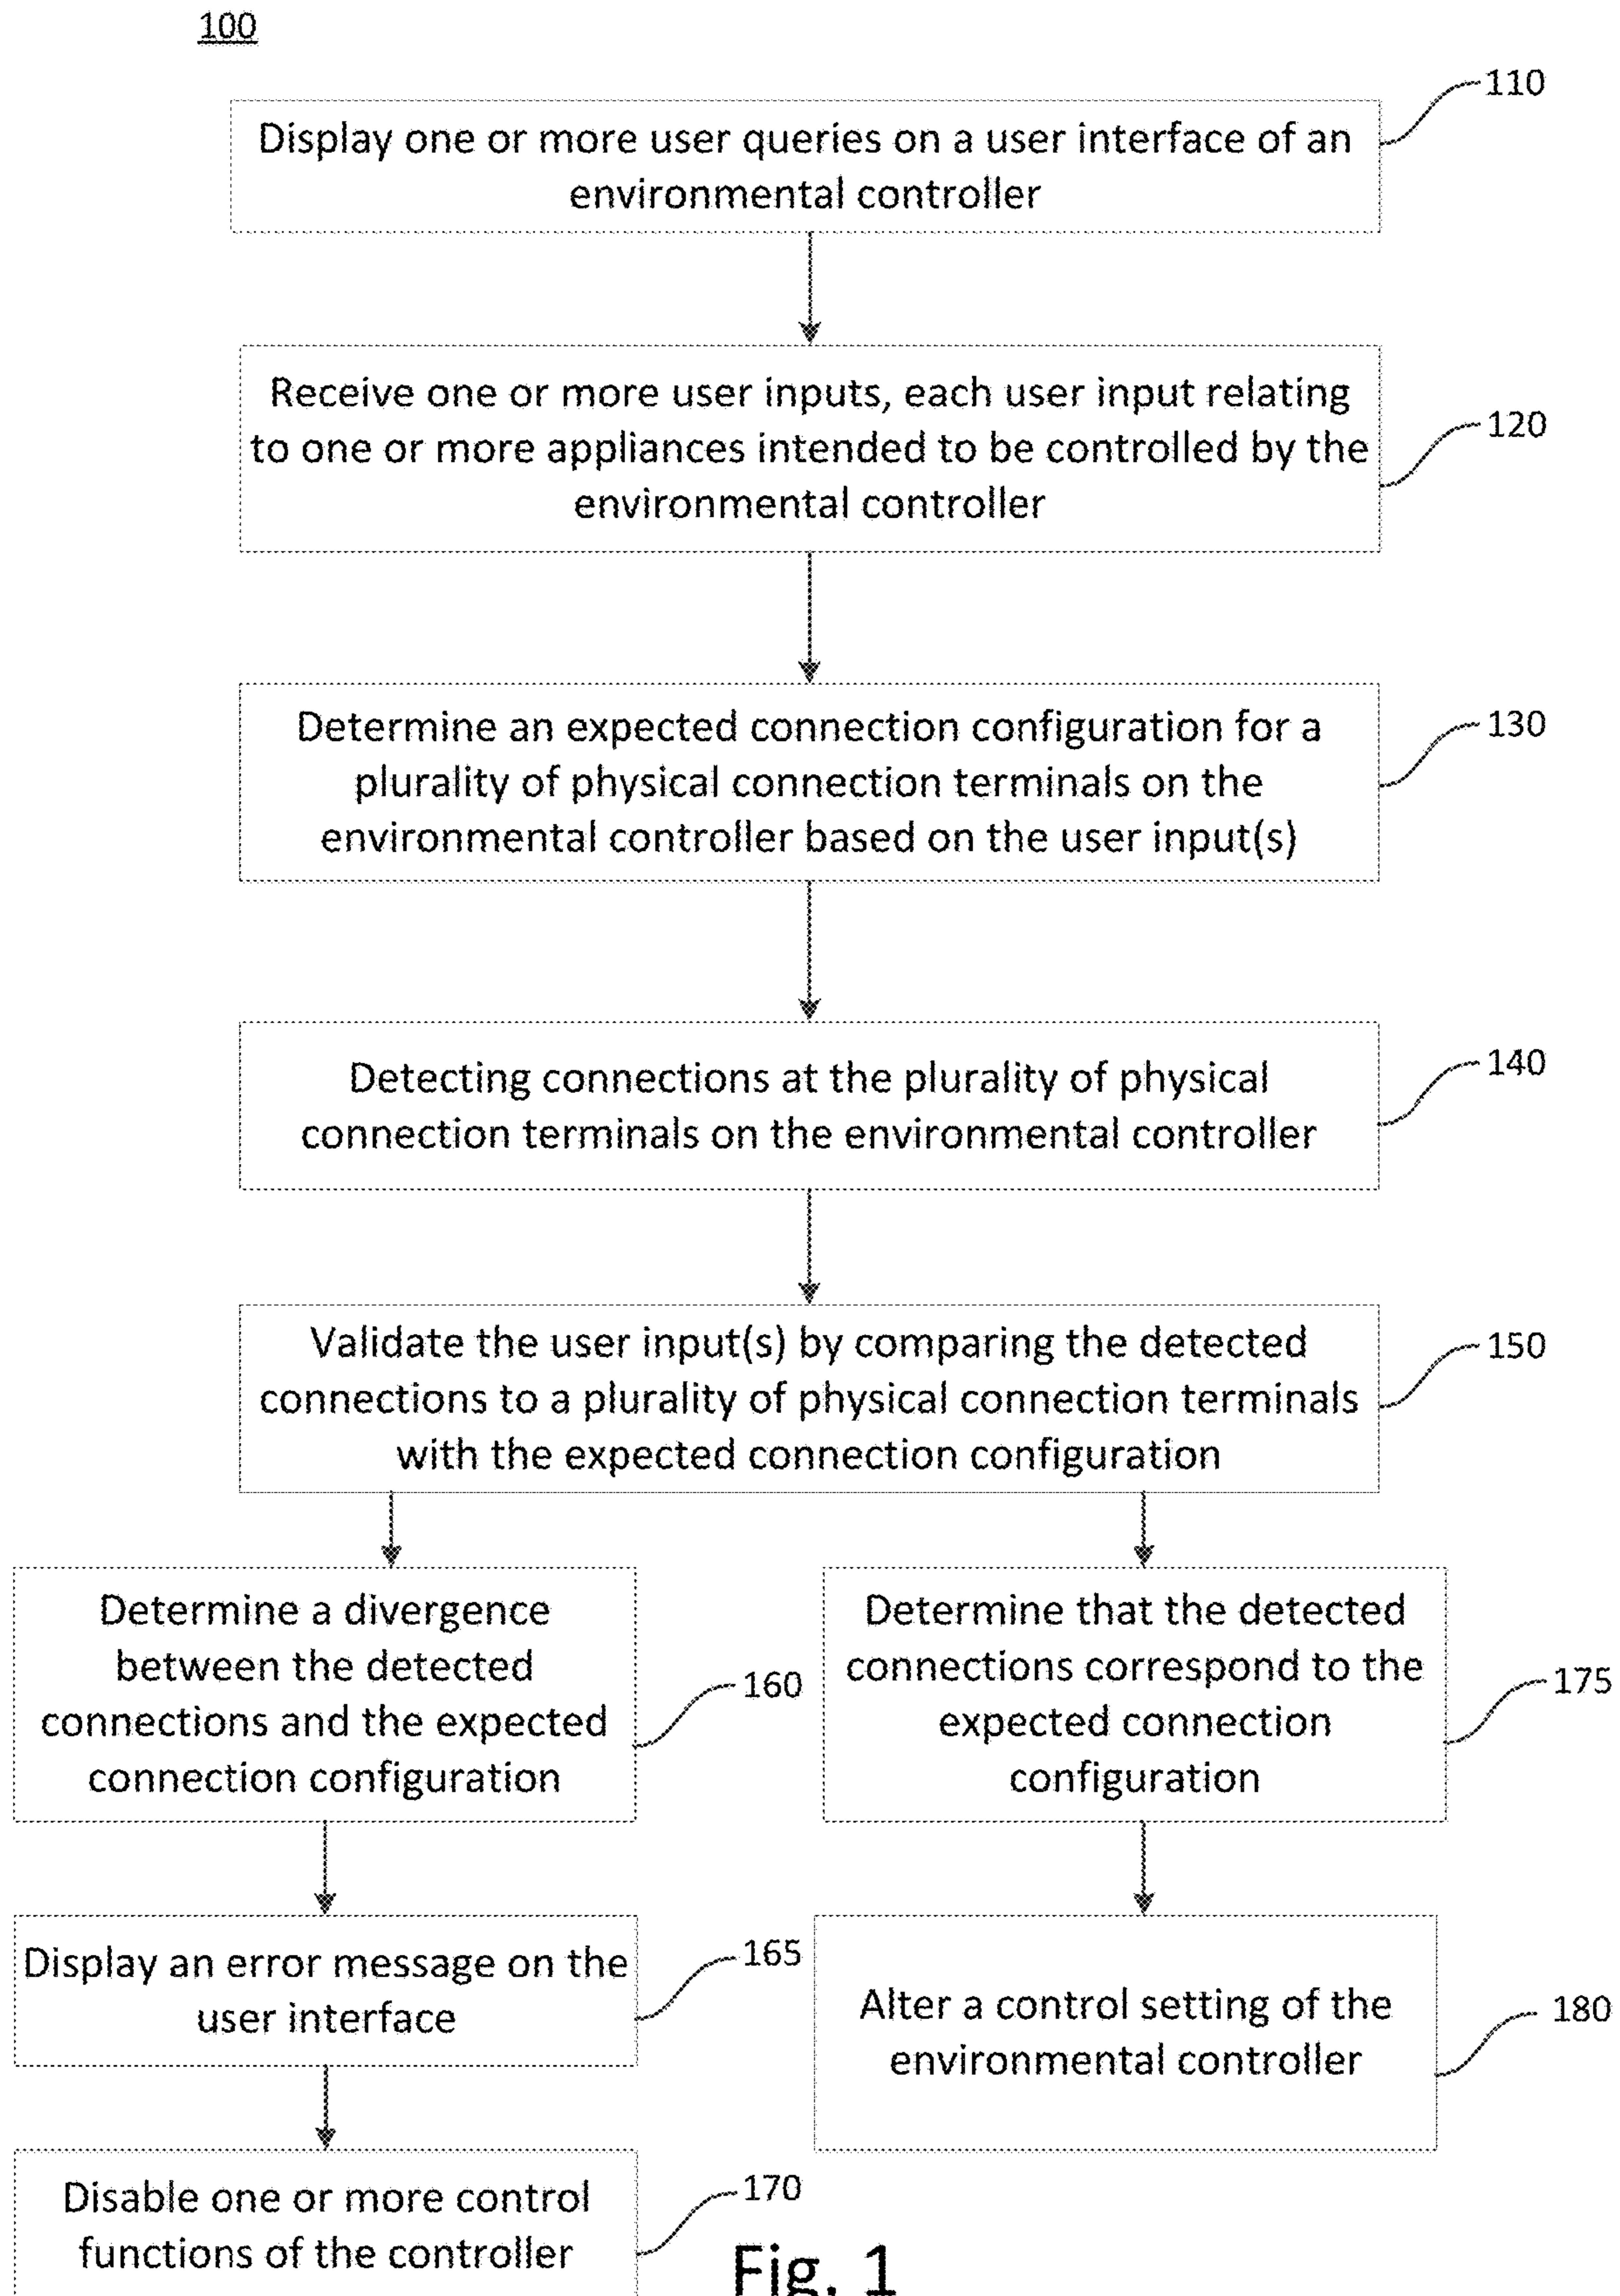 100
110
Display one or more user queries on a user interface of an
environmental controller
Receive one or more user inputs, each user input relating
to one or more appliances intended to be controlled by the
environmental controller
120
Determine an expected connection configuration for a
plurality of physical connection terminals on the
environmental controller based on the user input(s)
130
Detecting connections at the plurality of physical
connection terminals on the environmental controller
140
Validate the user input(s) by comparing the detected
connections to a plurality of physical connection terminals
with the expected connection configuration
150
Determine a divergence
between the detected
connections and the expected
connection configuration
160
Determine that the detected
connections correspond to the
expected connection
configuration
175
Display an error message on the
user interface
165
Alter a control setting of the
environmental controller
180
Disable one or more control
functions of the controller
170
Fig. 1